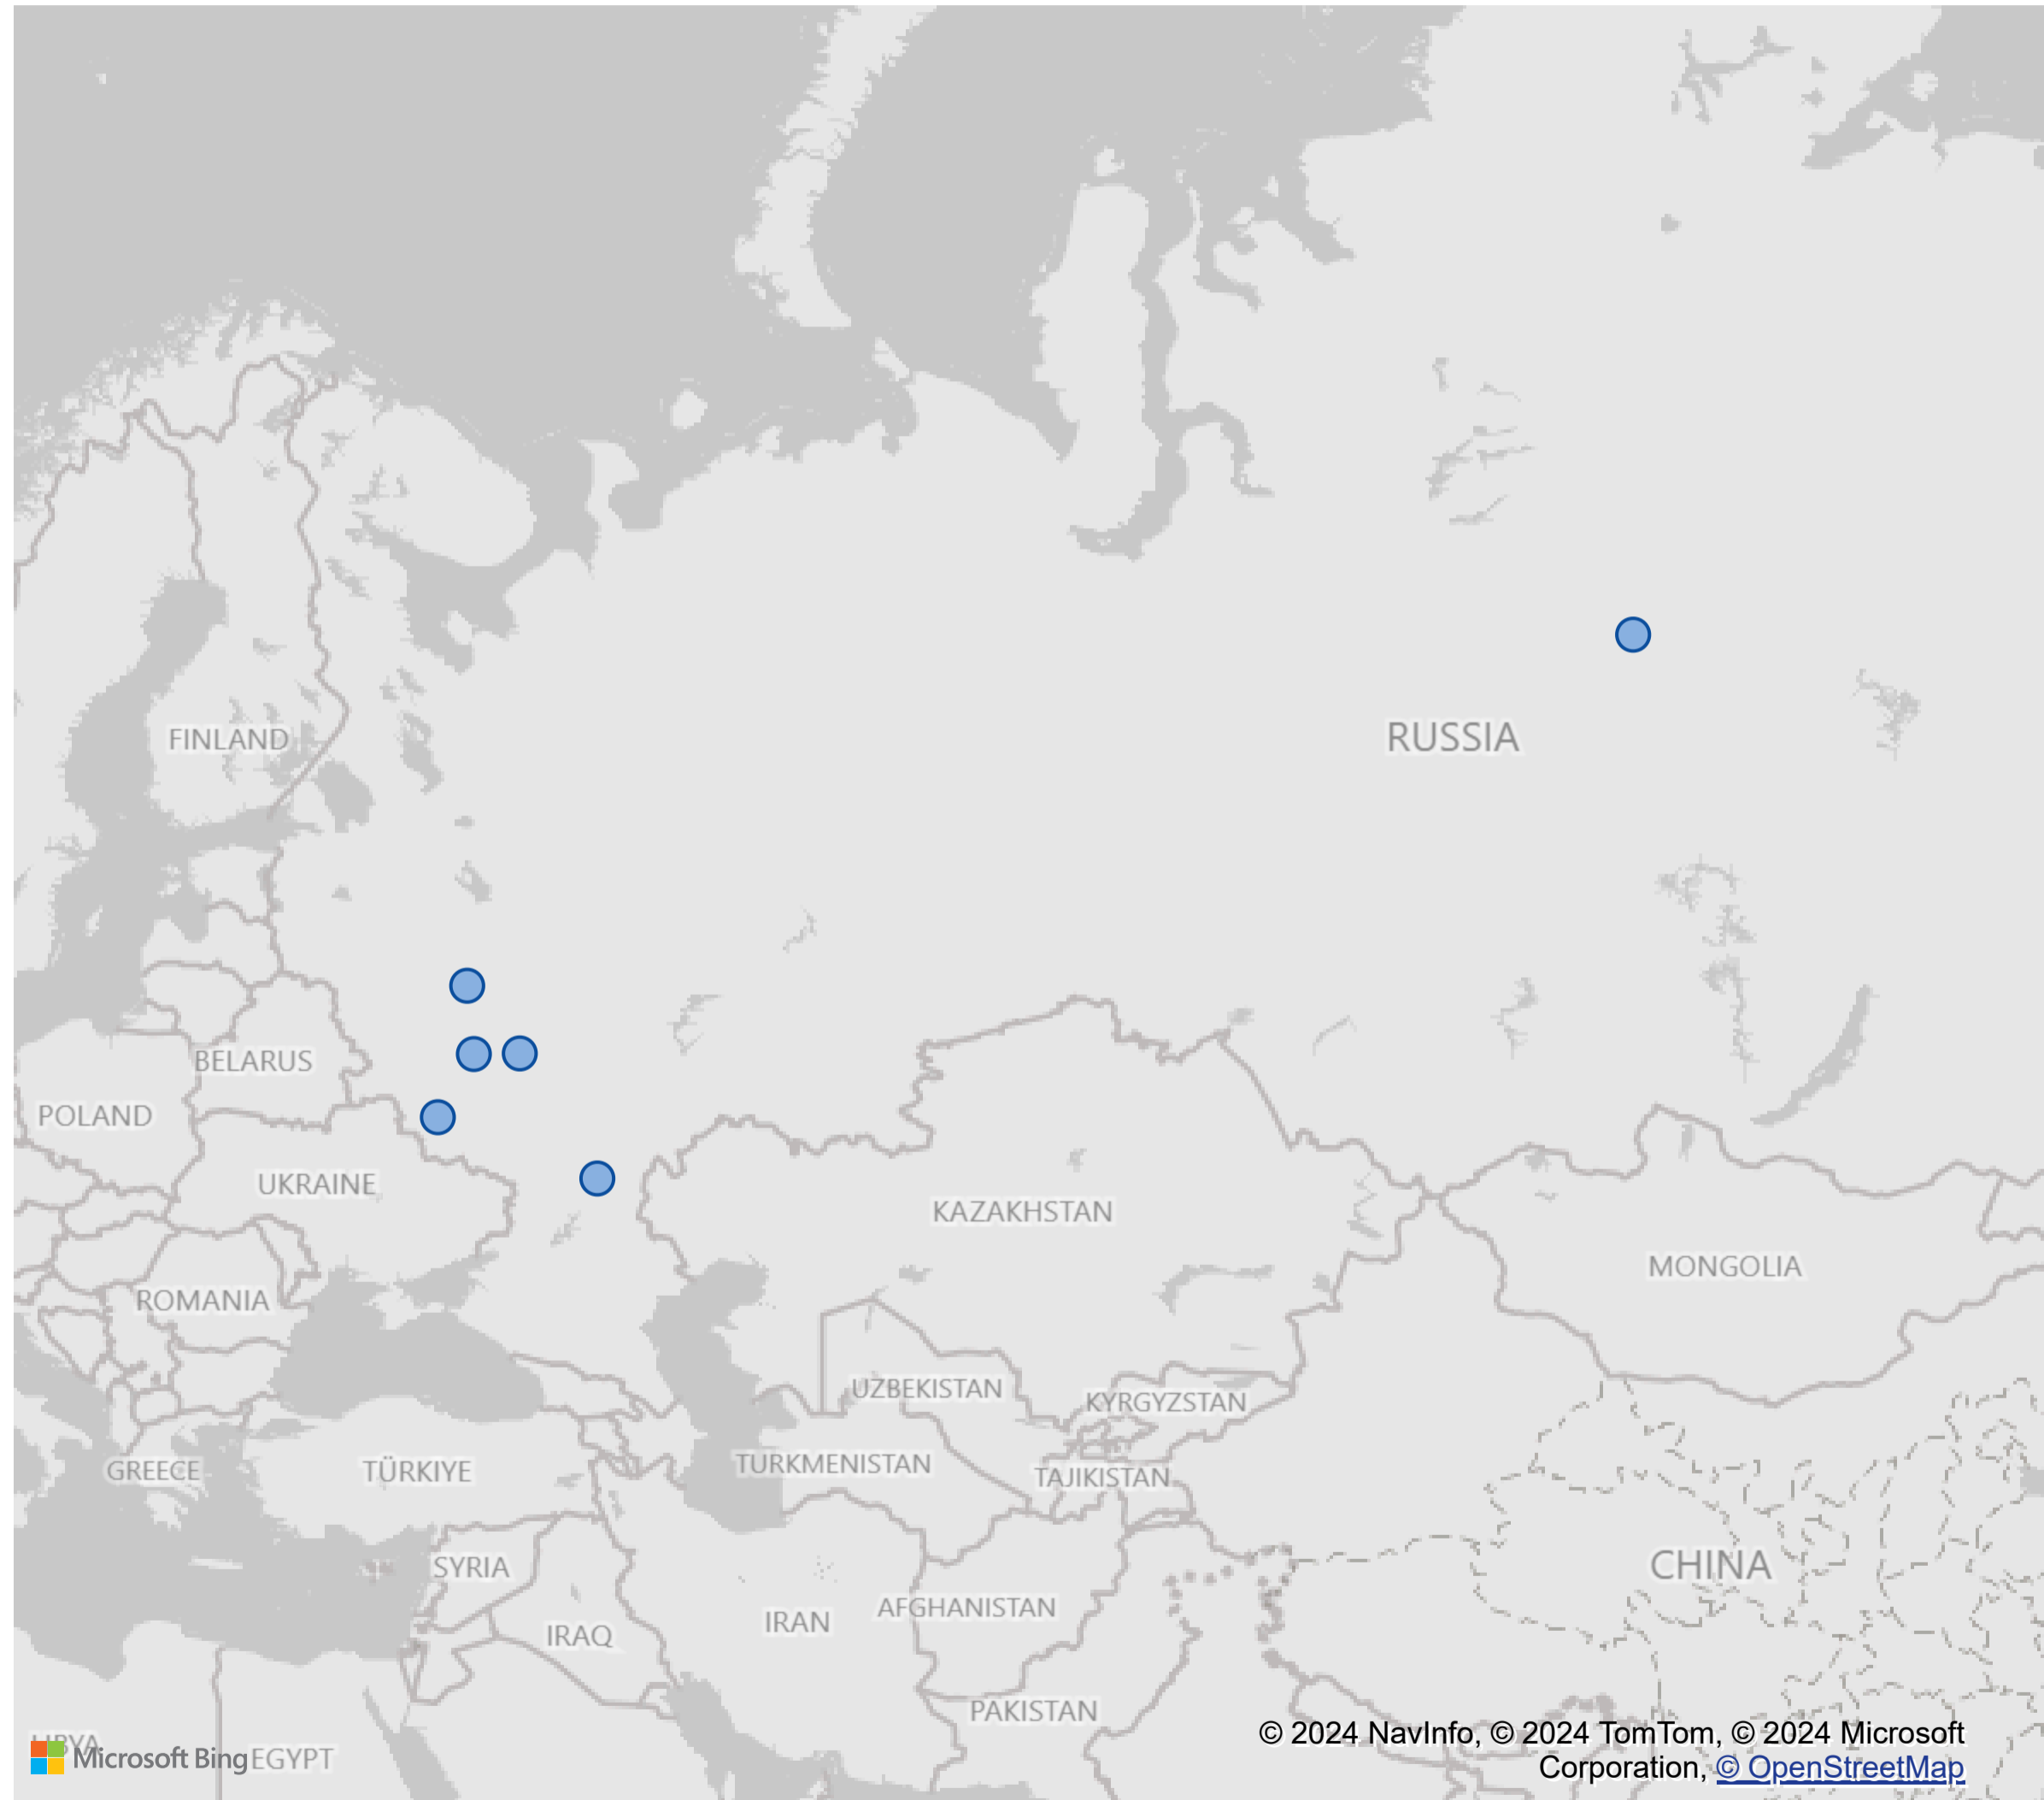 FINLAND
RUSSIA
BELARUS
POLAND
UKRAINE
KAZAKHSTAN
MONGOLIA
ROMANIA
UZBEKISTAN
KYRGYZSTAN
GREECE
TÜRKIYE
TURKMENISTAN
TAJIKISTAN
SYRIA
CHINA
AFGHANISTAN
IRAN
IRAQ
PAKISTAN
© 2024 NavInfo, © 2024 TomTom, © 2024 Microsoft
Corporation, © OpenStreetMap
Microsoft Bing
EGYPT